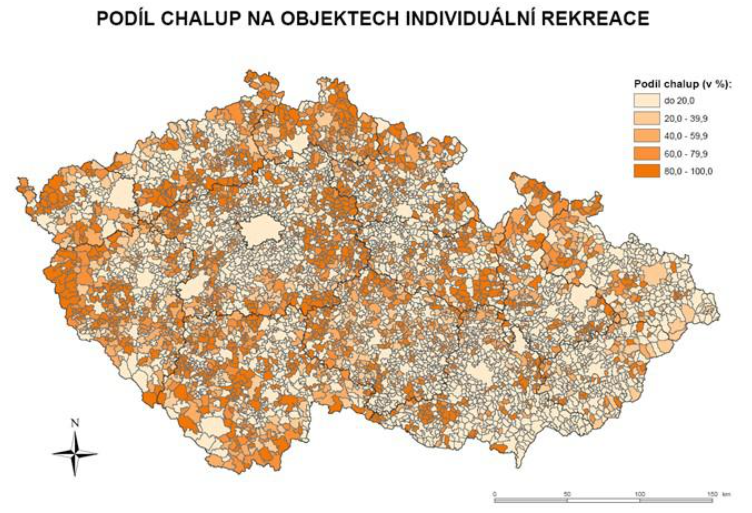 PODÍL CHALUP NA OBJEKTECH INDIVIDUÁLNÍ REKREACE
Podíl chalup (v %):
do 20,0
20,0 - 39,9
40,0 - 59,9
60,0 - 79,9
80,0 - 100,0
N
0 50 100 150 km